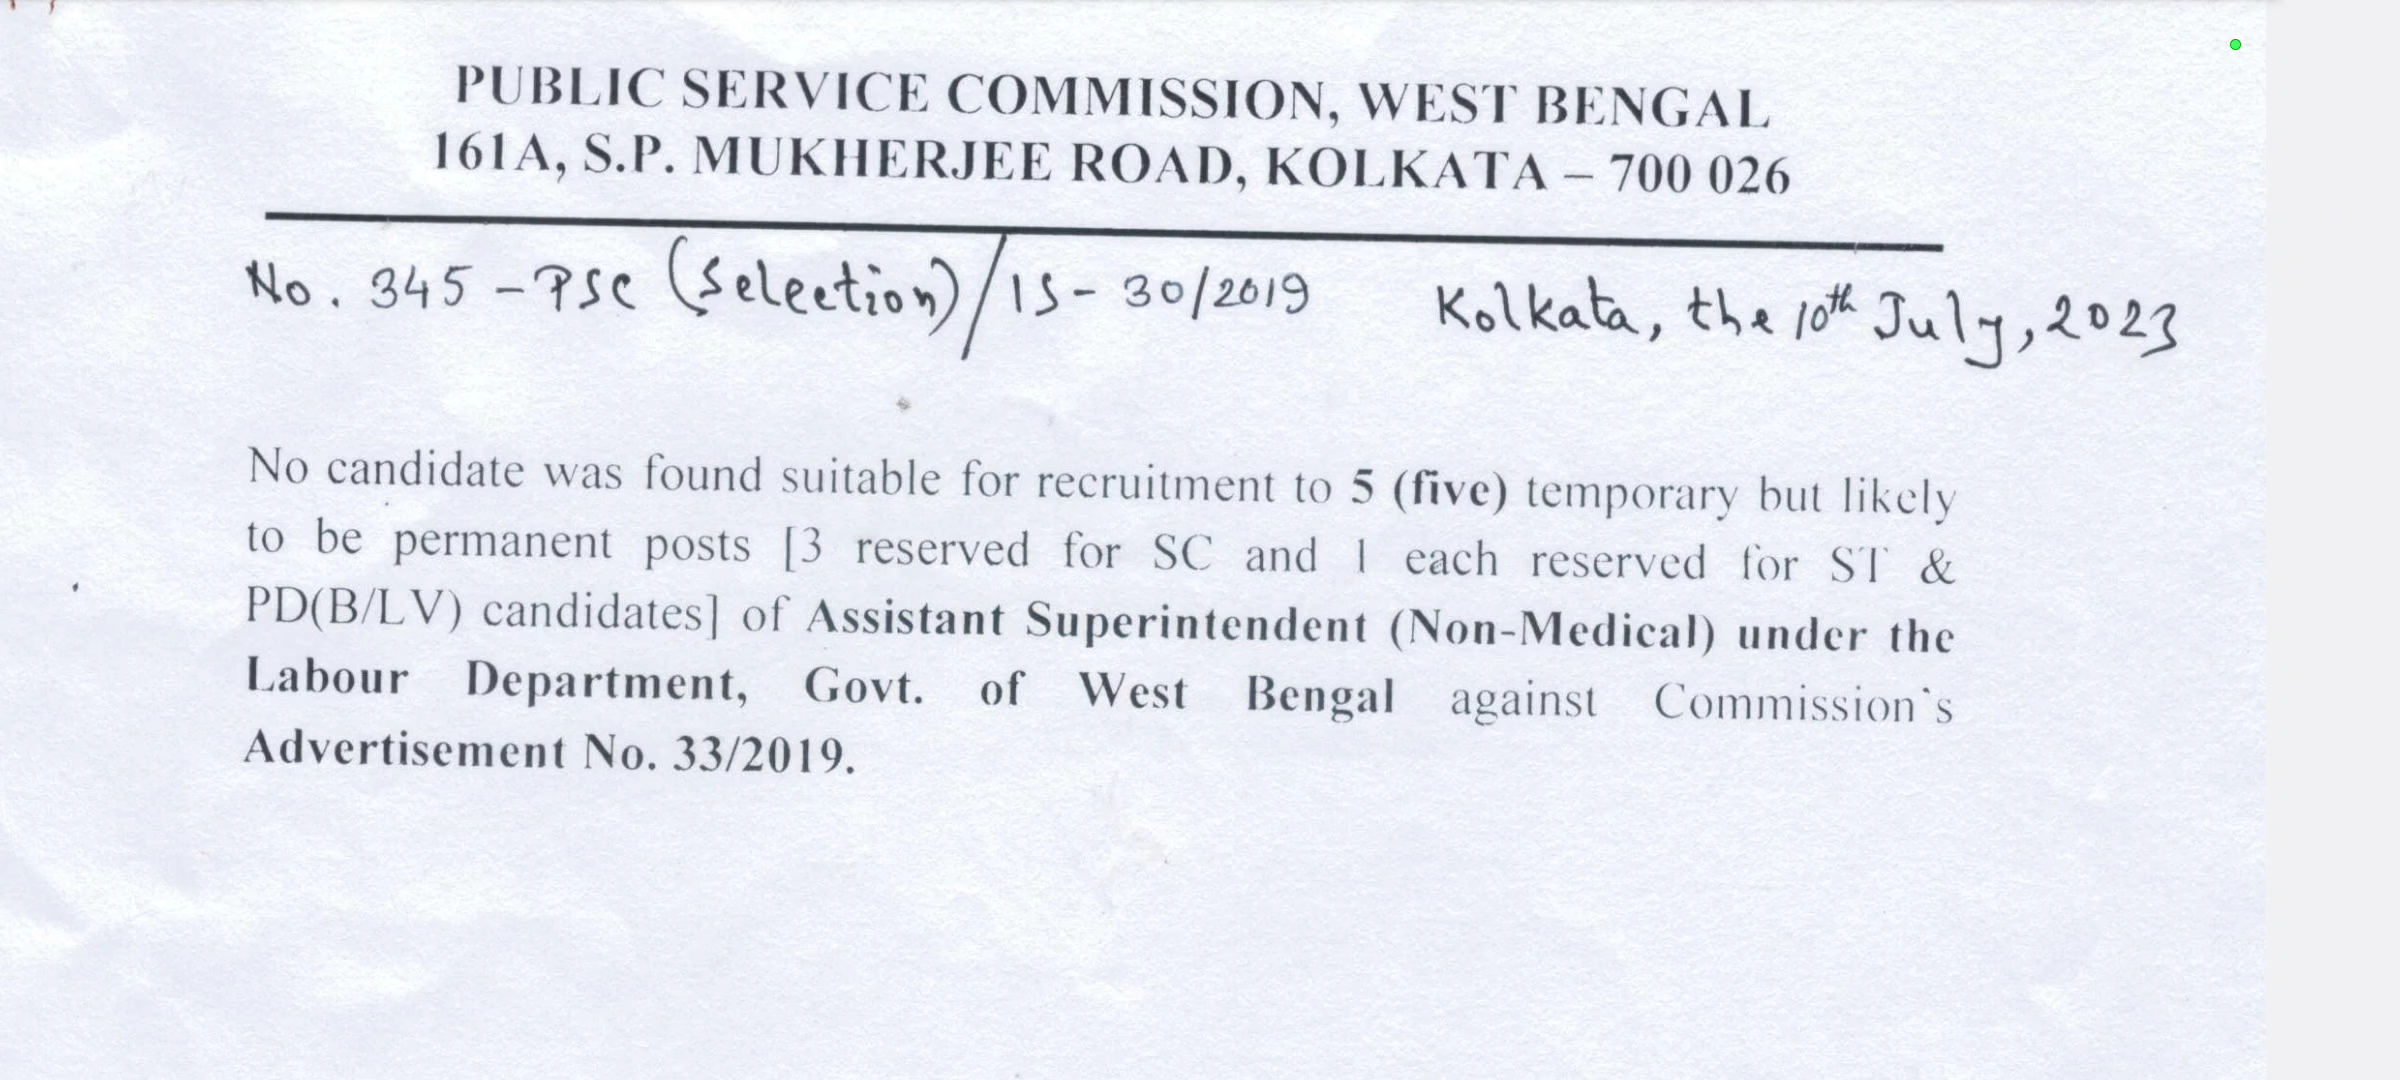 PUBLIC SERVICE COMMISSION, WEST BENGAL
161A, S.P. MUKHERJEE ROAD, KOLKATA – 700 026
No. 345 - PSC (Selection)/1S - 30/2019 Kolkata, the 10th July, 2023
No candidate was found suitable for recruitment to 5 (five) temporary but likely
to be permanent posts [3 reserved for SC and 1 each reserved for ST &
PD(B/LV) candidates] of Assistant Superintendent (Non-Medical) under the
Labour Department, Govt. of West Bengal against Commission's
Advertisement No. 33/2019.